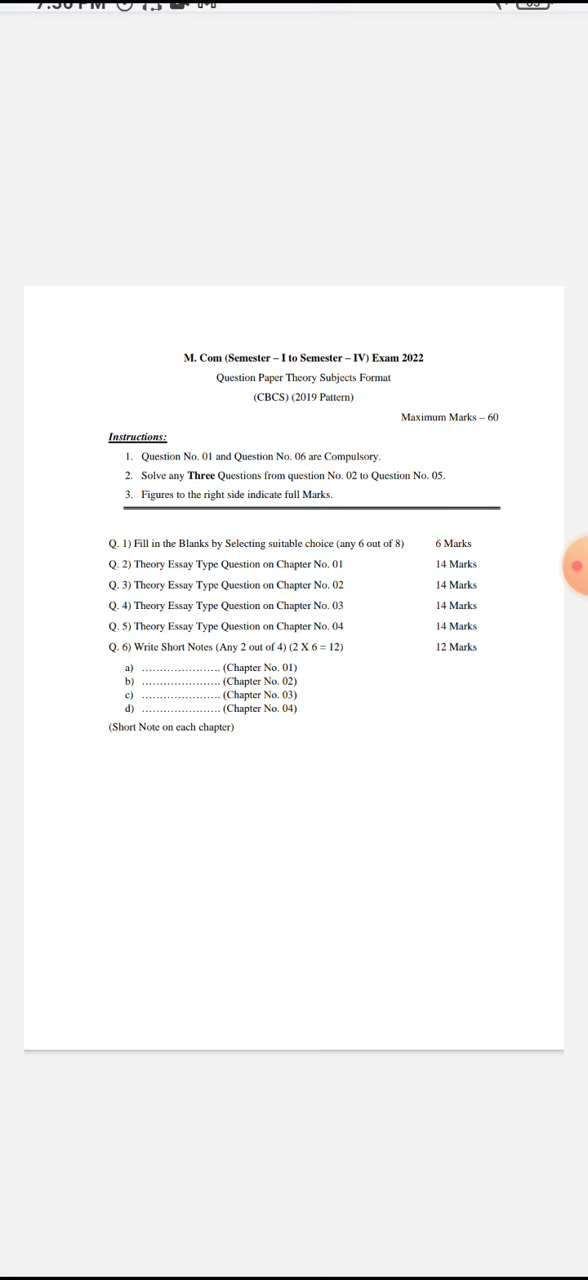 M. Com (Semester – I to Semester – IV) Exam 2022
Question Paper Theory Subjects Format
(CBCS) (2019 Pattern)
Maximum Marks – 60
Instructions:
1. Question No. 01 and Question No. 06 are Compulsory.
2. Solve any Three Questions from question No. 02 to Question No. 05.
3. Figures to the right side indicate full Marks.
Q. 1) Fill in the Blanks by Selecting suitable choice (any 6 out of 8) 6 Marks
Q. 2) Theory Essay Type Question on Chapter No. 01 14 Marks
Q. 3) Theory Essay Type Question on Chapter No. 02 14 Marks
Q. 4) Theory Essay Type Question on Chapter No. 03 14 Marks
Q. 5) Theory Essay Type Question on Chapter No. 04 14 Marks
Q. 6) Write Short Notes (Any 2 out of 4) (2 X 6 = 12) 12 Marks
a) ..................... (Chapter No. 01)
b) ..................... (Chapter No. 02)
c) ..................... (Chapter No. 03)
d) ..................... (Chapter No. 04)
(Short Note on each chapter)